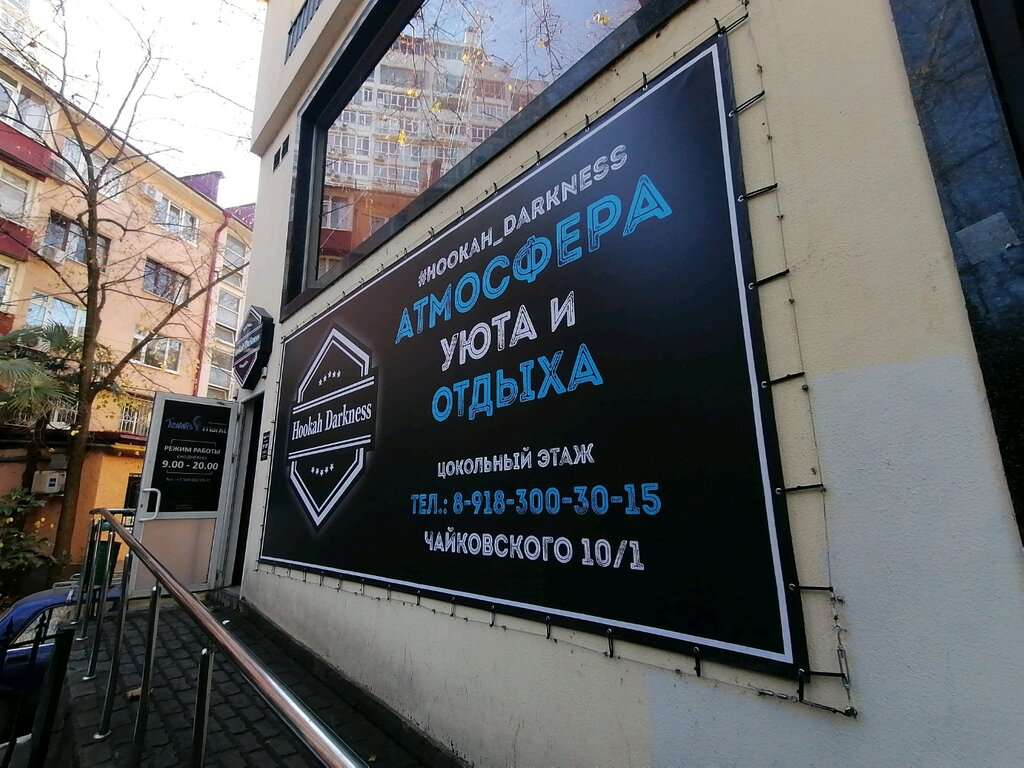 #HOOKAH_DARKNESS
АТМОСФЕРА
УЮТА И
ОТДЫХА
Hookah Darkness
ЦОКОЛЬНЫЙ ЭТАЖ
ТЕЛ.: 8-918-300-30-15
ЧАЙКОВСКОГО 10/1
РЕЖИМ РАБОТЫ
ЕЖЕДНЕВНО
9.00 - 20.00